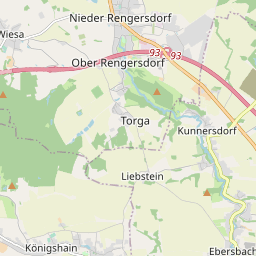 Nieder Rengersdorf
Wiesa
93
93
Ober Rengersdorf
Torga
Kunnersdorf
Liebstein
Königshain
Ebersbach